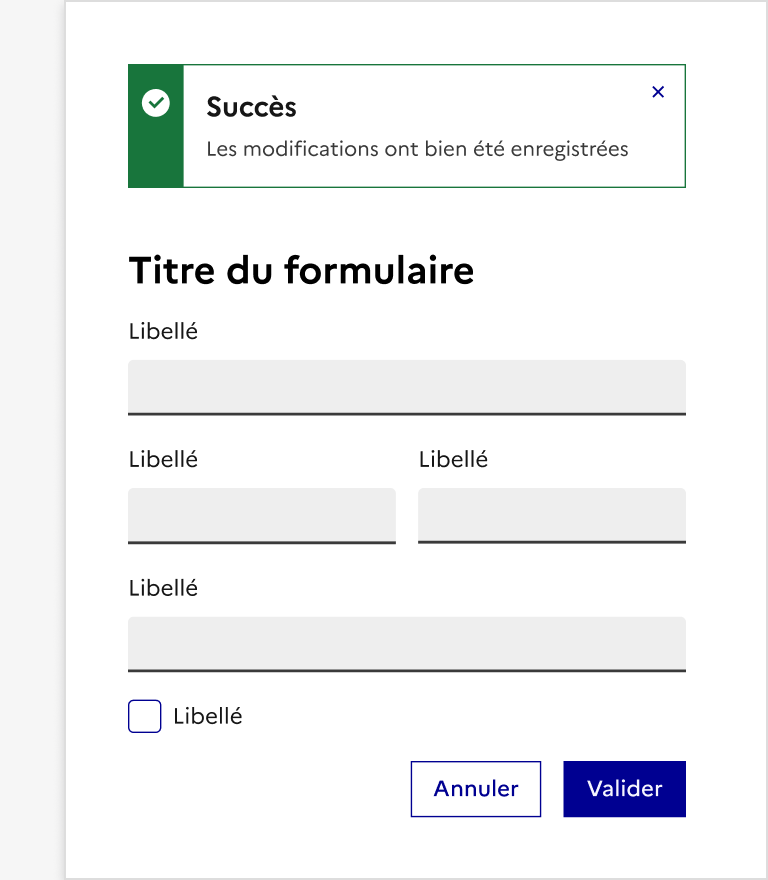 Succès
Les modifications ont bien été enregistrées
Titre du formulaire
Libellé
Libellé
Libellé
Libellé
Libellé
Annuler
Valider